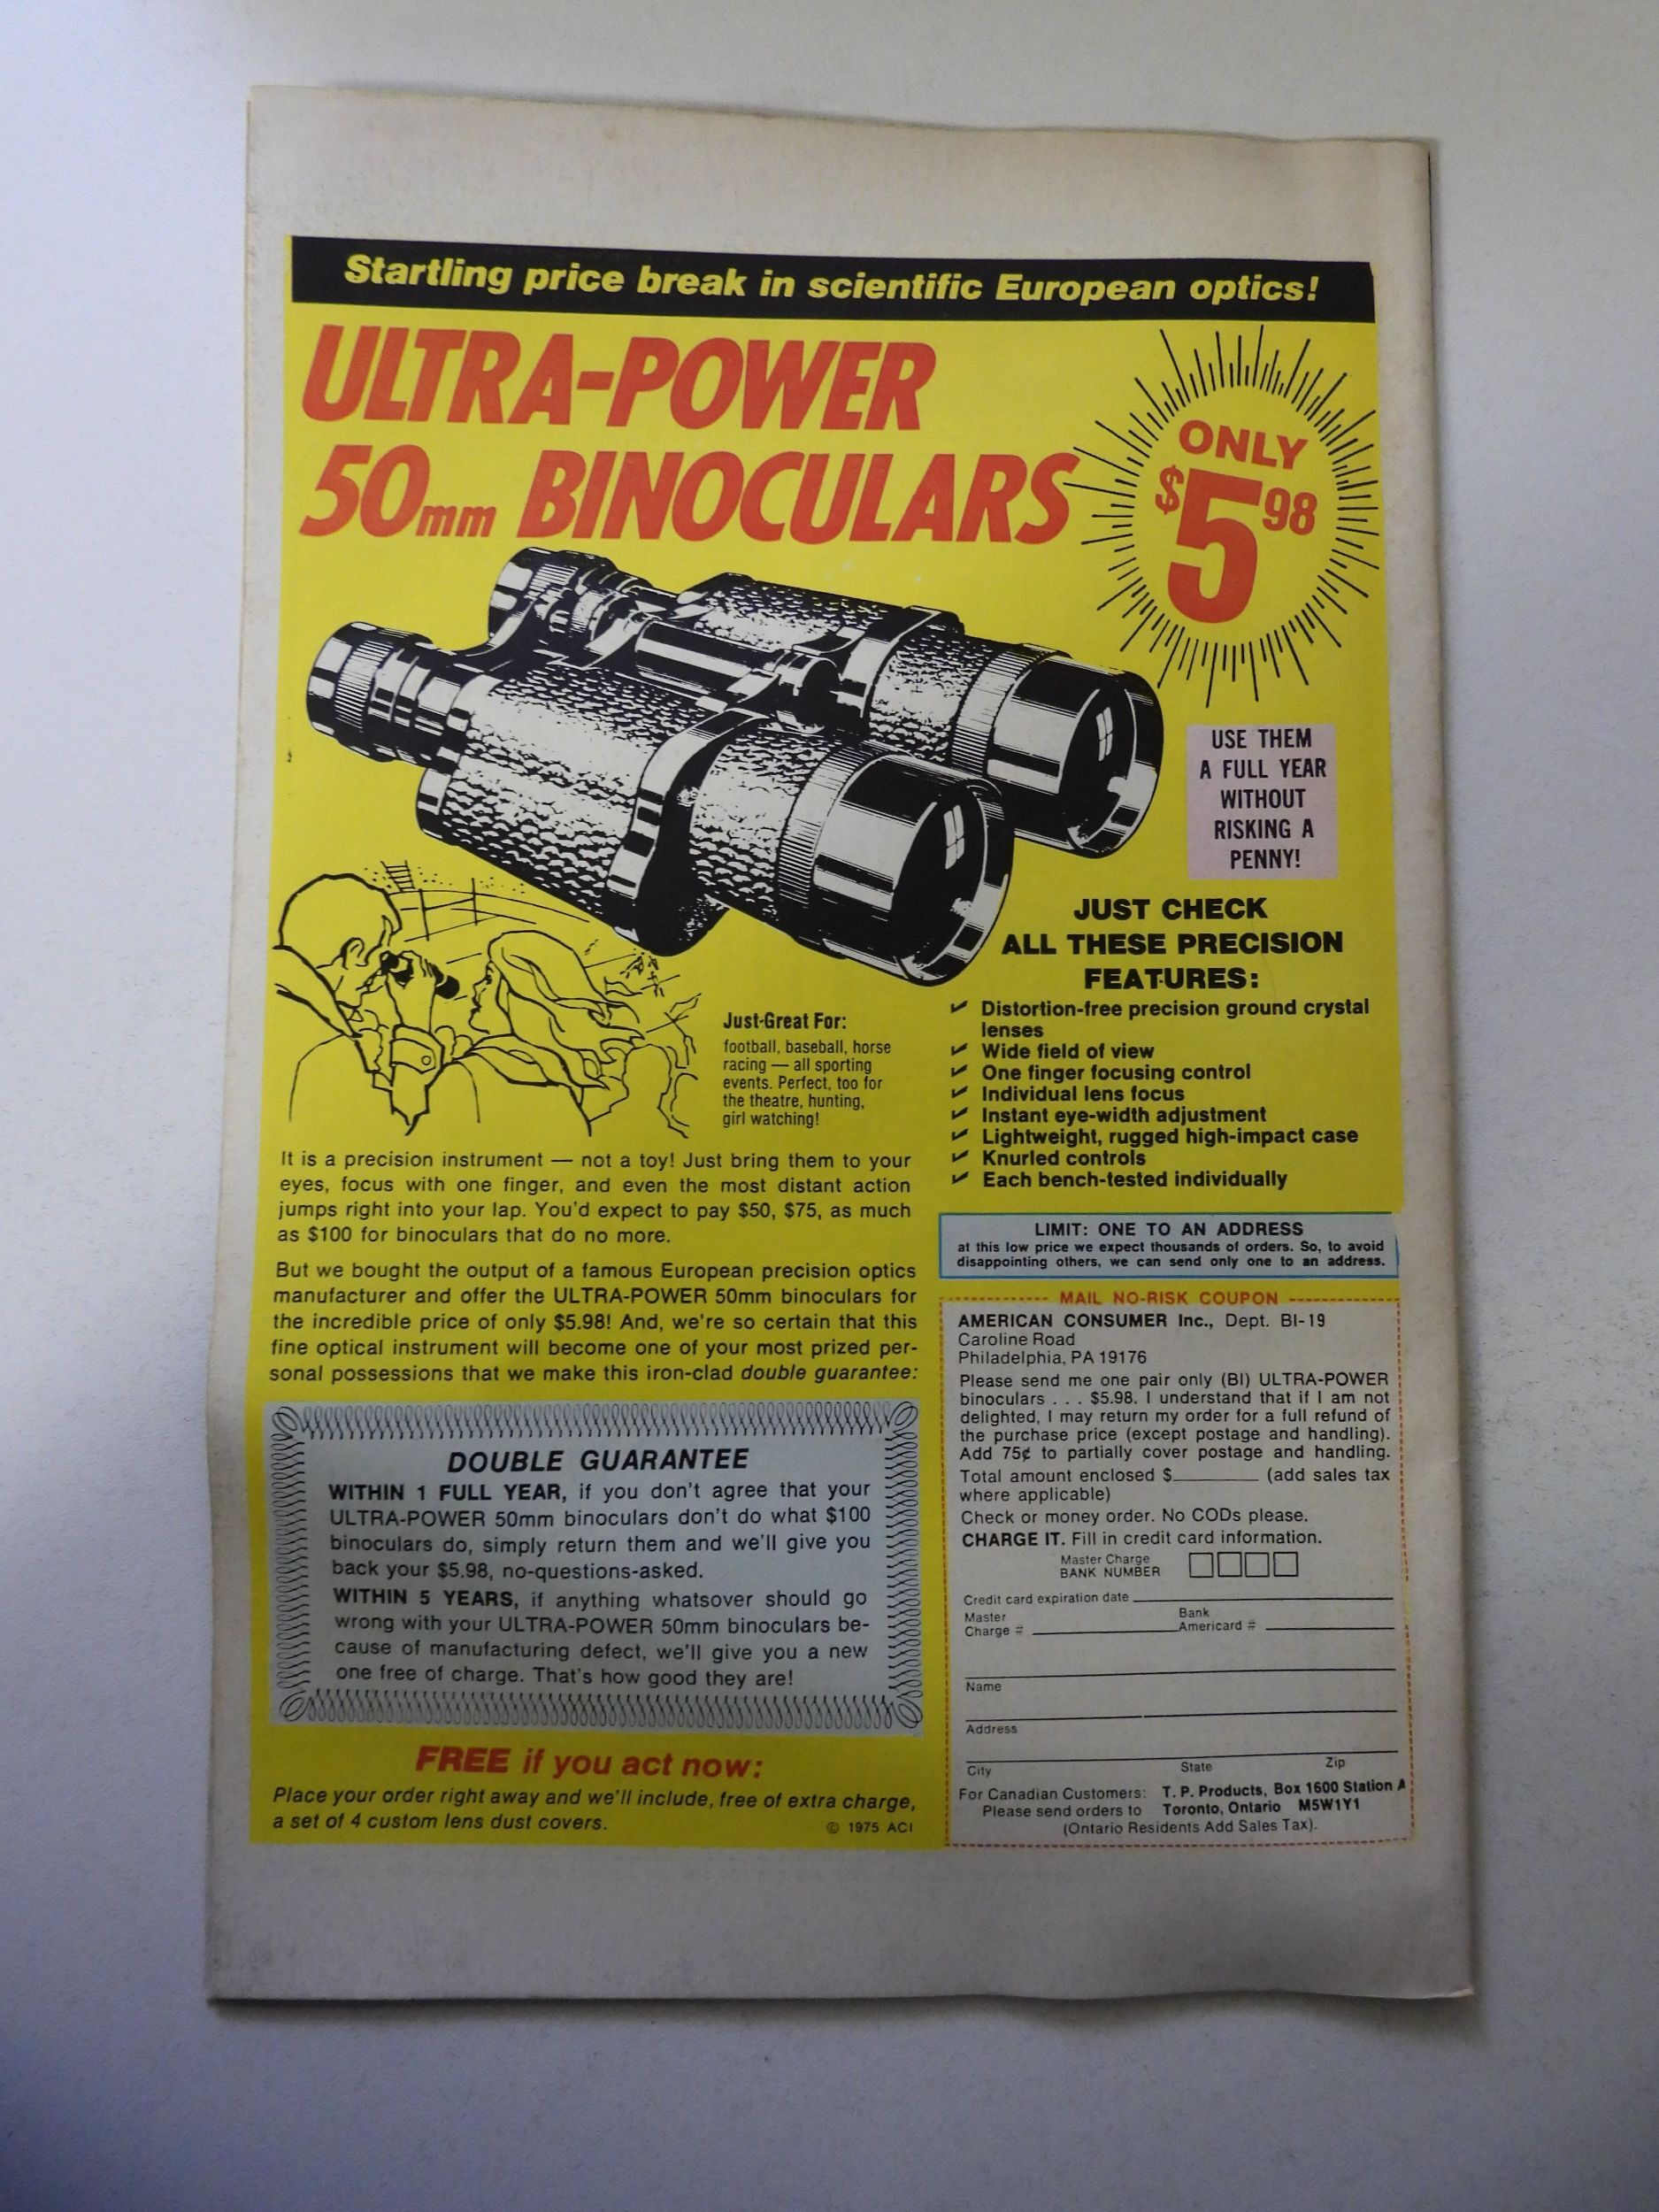 Startling price break in scientific European optics!
ULTRA-POWER
50mm BINOCULARS
ONLY
$5.98
USE THEM
A FULL YEAR
WITHOUT
RISKING A
PENNY!
JUST CHECK
ALL THESE PRECISION
FEATURES:
✔ Distortion-free precision ground crystal
lenses
✔ Wide field of view
✔ One finger focusing control
✔ Individual lens focus
✔ Instant eye-width adjustment
✔ Lightweight, rugged high-impact case
✔ Knurled controls
✔ Each bench-tested individually
Just-Great For:
football, baseball, horse
racing — all sporting
events. Perfect, too for
the theatre, hunting,
girl watching!
It is a precision instrument — not a toy! Just bring them to your
eyes, focus with one finger, and even the most distant action
jumps right into your lap. You'd expect to pay $50, $75, as much
as $100 for binoculars that do no more.
But we bought the output of a famous European precision optics
manufacturer and offer the ULTRA-POWER 50mm binoculars for
the incredible price of only $5.98! And, we're so certain that this
fine optical instrument will become one of your most prized per-
sonal possessions that we make this iron-clad double guarantee:
DOUBLE GUARANTEE
WITHIN 1 FULL YEAR, if you don't agree that your
ULTRA-POWER 50mm binoculars don't do what $100
binoculars do, simply return them and we'll give you
back your $5.98, no-questions-asked.
WITHIN 5 YEARS, if anything whatsover should go
wrong with your ULTRA-POWER 50mm binoculars be-
cause of manufacturing defect, we'll give you a new
one free of charge. That's how good they are!
FREE if you act now:
Place your order right away and we'll include, free of extra charge,
a set of 4 custom lens dust covers.
© 1975 ACI
LIMIT: ONE TO AN ADDRESS
at this low price we expect thousands of orders. So, to avoid
disappointing others, we can send only one to an address.
MAIL NO-RISK COUPON
AMERICAN CONSUMER Inc., Dept. BI-19
Caroline Road
Philadelphia, PA 19176
Please send me one pair only (BI) ULTRA-POWER
binoculars . . . $5.98. I understand that if I am not
delighted, I may return my order for a full refund of
the purchase price (except postage and handling).
Add 75¢ to partially cover postage and handling.
Total amount enclosed $________ (add sales tax
where applicable)
Check or money order. No CODs please.
CHARGE IT. Fill in credit card information.
Master Charge
BANK NUMBER
Credit card expiration date
Master Charge #
Bank Americard #
Name
Address
City State Zip
For Canadian Customers: T. P. Products, Box 1600 Station A
Please send orders to Toronto, Ontario M5W1Y1
(Ontario Residents Add Sales Tax).